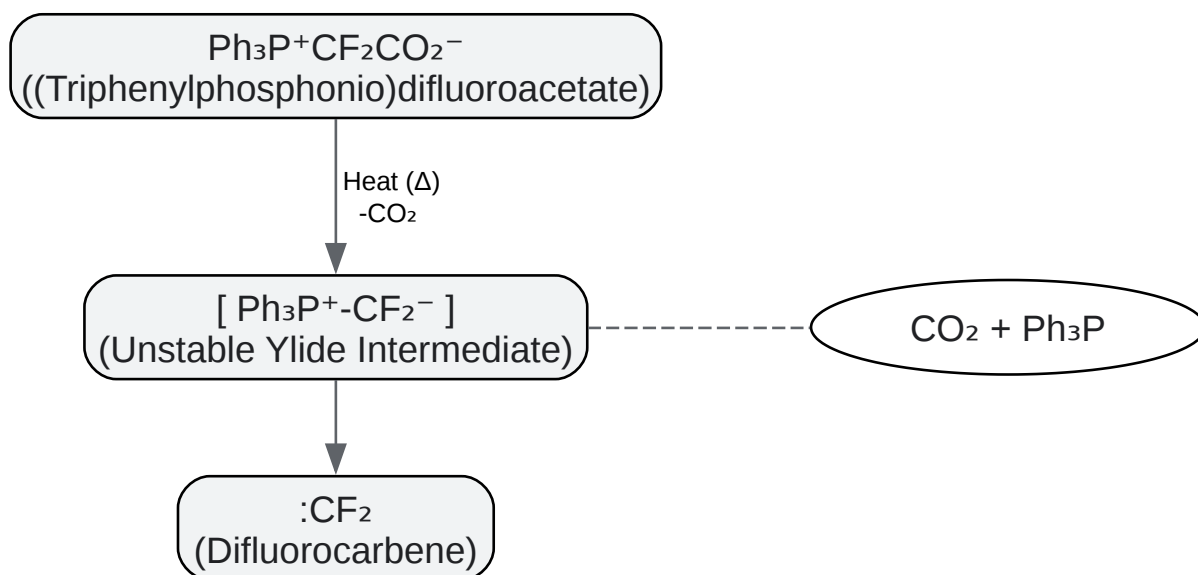 Ph₃P⁺CF₂CO₂⁻
((Triphenylphosphonio)difluoroacetate)
Heat (Δ)
-CO₂
[ Ph₃P⁺-CF₂⁻ ]
(Unstable Ylide Intermediate)
CO₂ + Ph₃P
:CF₂
(Difluorocarbene)